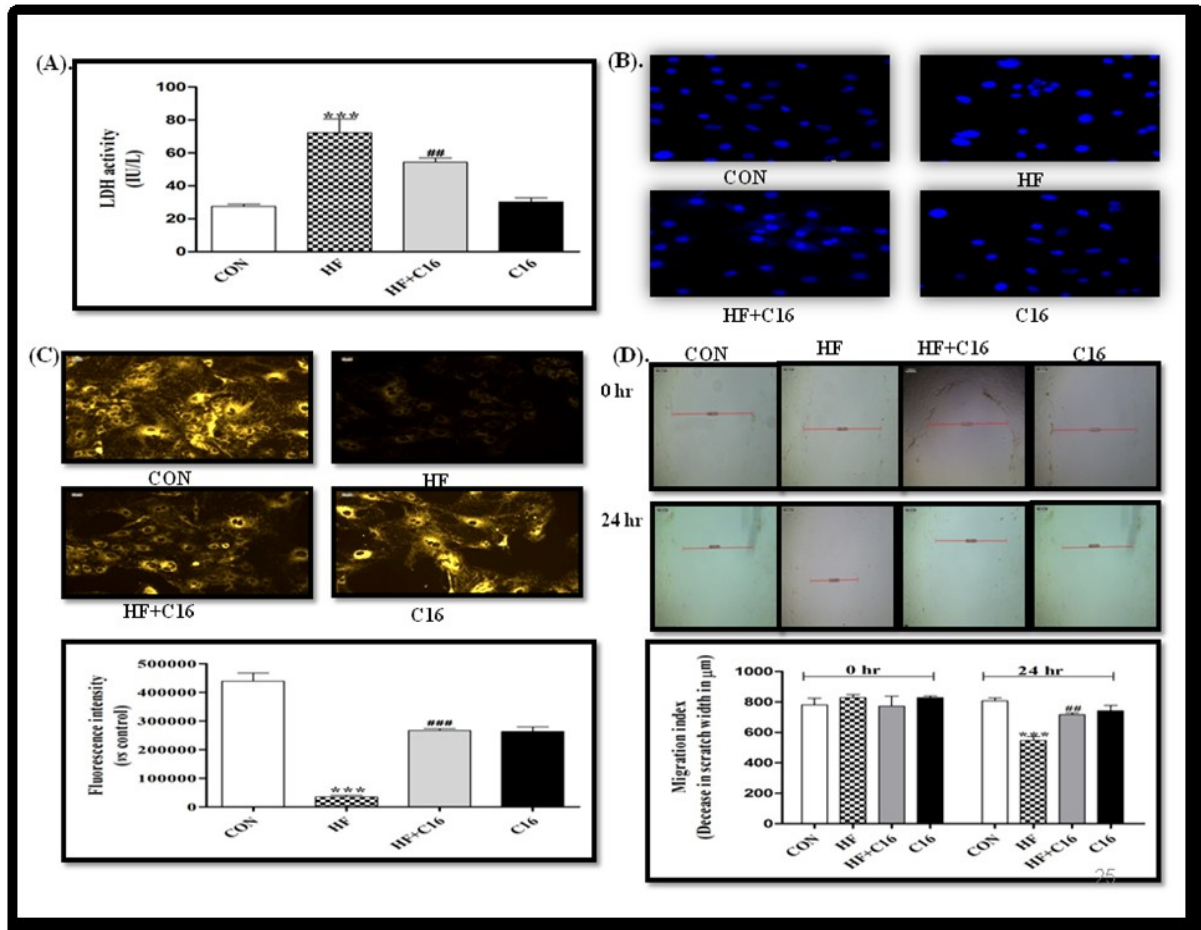 (A).
LDH activity
(IU/L)
100
80
60
40
20
0
***
##
CON
HF
HF+C16
C16
(B).
CON
HF
HF+C16
C16
(C)
CON
HF
HF+C16
C16
Fluorescence intensity
(vs control)
500000
400000
300000
200000
100000
0
***
###
CON
HF
HF+C16
C16
(D).
CON
HF
HF+C16
C16
0 hr
24 hr
Migration index
(Decease in scratch width in µm)
1000
800
600
400
200
0
0 hr
24 hr
***
##
CON
HF
HF+C16
C16
CON
HF
HF+C16
C16
25